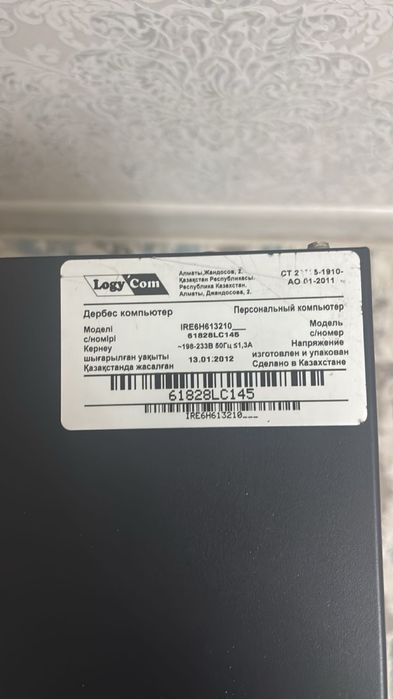 Logy Com
Алматы, Жандосов, 2.
Қазақстан Республикасы.
Республика Казахстан,
Алматы, Джандосова, 2.
АО 01-2011
Дербес компьютер Персональный компьютер
Моделі IRE6H613210___ Модель
с/нөмірі 61828LC145 с/номер
Кернеу ~198-233В 50Гц ≤1,3А Напряжение
шығарылған уақыты 13.01.2012 изготовлен и упакован
Қазақстанда жасалған Сделано в Казахстане
61828LC145
IRE6H613210___